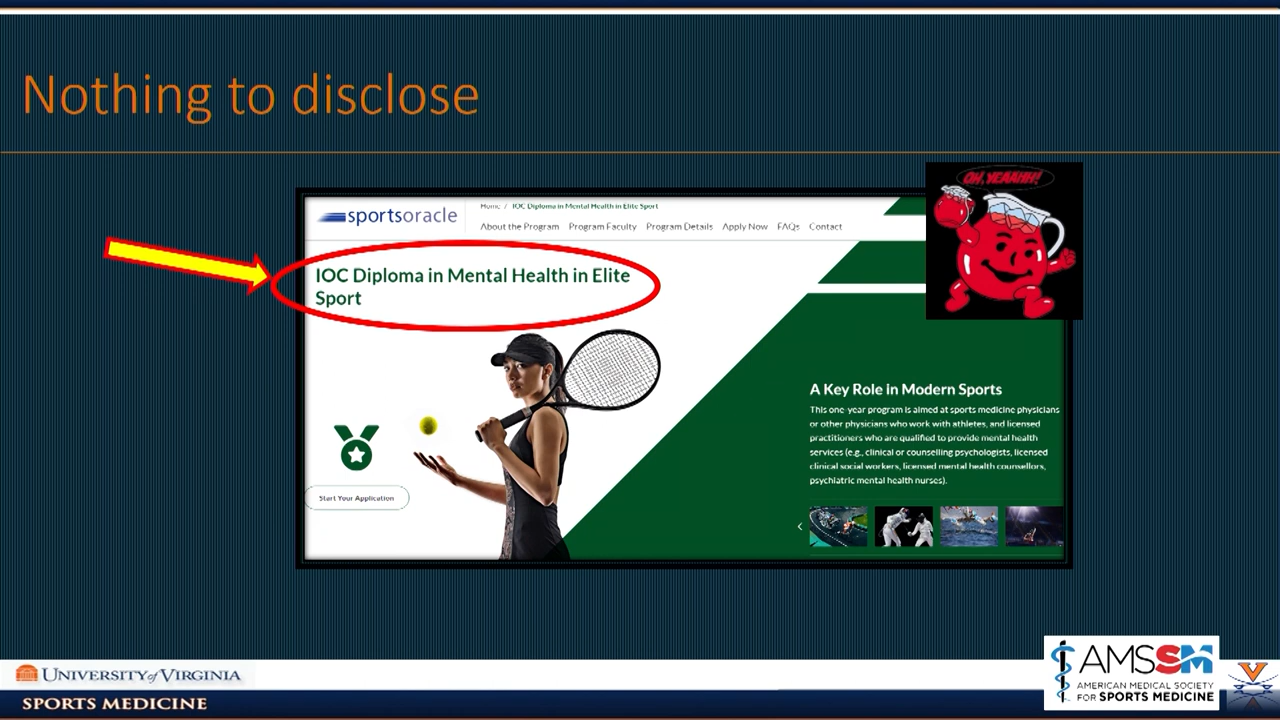 Nothing to disclose
OH, YEAAHH!
sportsoracle
Home / IOC Diploma in Mental Health in Elite Sport
About the Program Program Faculty Program Details Apply Now FAQs Contact
IOC Diploma in Mental Health in Elite
Sport
A Key Role in Modern Sports
This one-year program is aimed at sports medicine physicians
or other physicians who work with athletes, and licensed
practitioners who are qualified to provide mental health
services (e.g., clinical or counselling psychologists, licensed
clinical social workers, licensed mental health counsellors,
psychiatric mental health nurses).
Start Your Application
UNIVERSITY of VIRGINIA
SPORTS MEDICINE
AMSSM
AMERICAN MEDICAL SOCIETY
FOR SPORTS MEDICINE